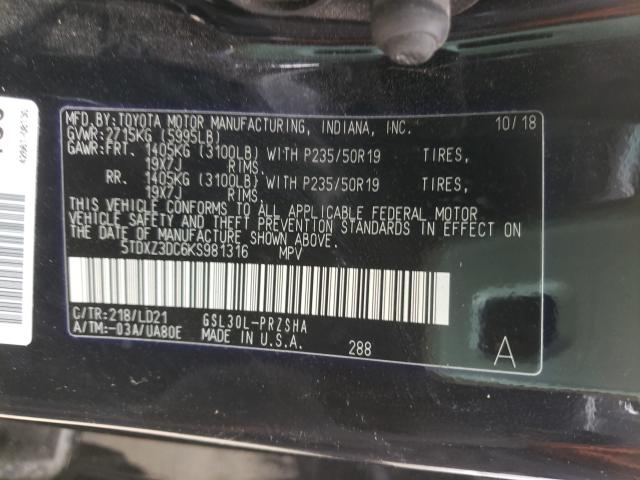 MFD.BY:TOYOTA MOTOR MANUFACTURING, INDIANA, INC. 10/18
GVWR:2715KG (5995LB)
GAWR:FRT. 1405KG (3100LB) WITH P235/50R19 TIRES,
19X7J RIMS.
RR. 1405KG (3100LB) WITH P235/50R19 TIRES,
19X7J RIMS.
THIS VEHICLE CONFORMS TO ALL APPLICABLE FEDERAL MOTOR
VEHICLE SAFETY AND THEFT PREVENTION STANDARDS IN EFFECT ON
THE DATE OF MANUFACTURE SHOWN ABOVE.
5TDXZ3DC6KS981316 MPV
C/TR:218/LD21 GSL30L-PRZSHA
A/TM:-03A/UA80E MADE IN U.S.A. 288 A